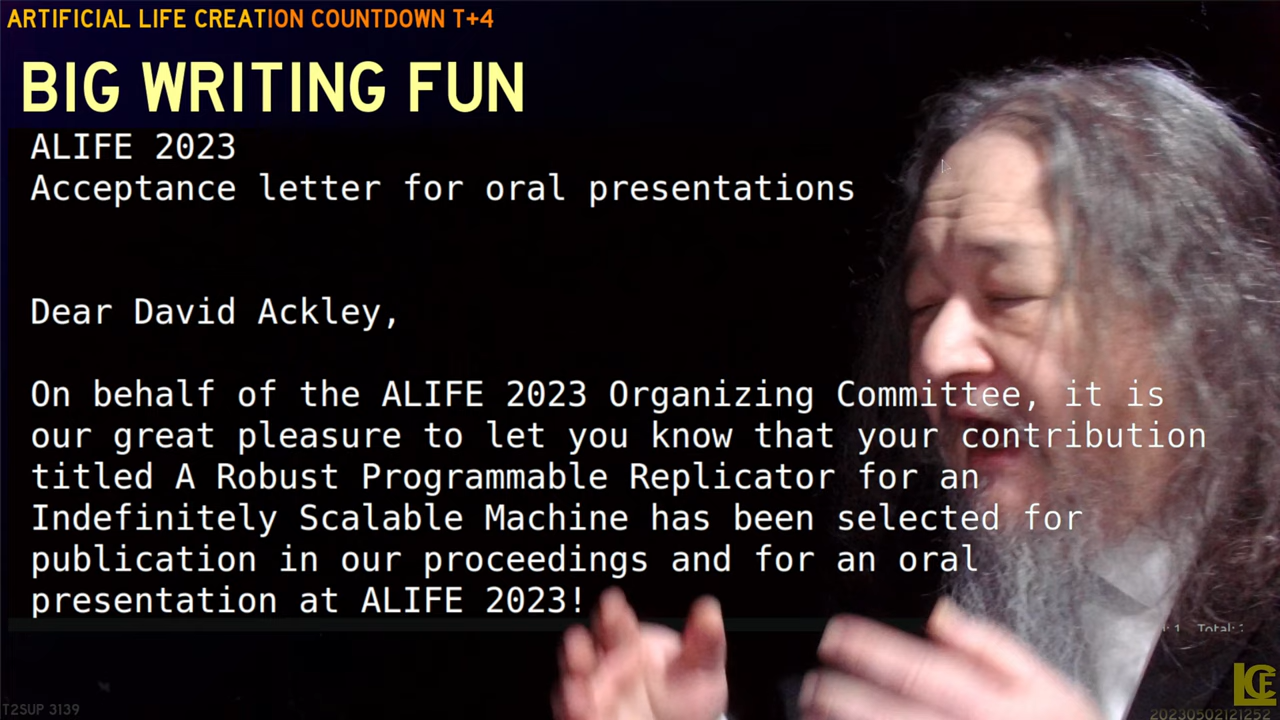 ARTIFICIAL LIFE CREATION COUNTDOWN T+4
BIG WRITING FUN
ALIFE 2023
Acceptance letter for oral presentations
Dear David Ackley,
On behalf of the ALIFE 2023 Organizing Committee, it is
our great pleasure to let you know that your contribution
titled A Robust Programmable Replicator for an
Indefinitely Scalable Machine has been selected for
publication in our proceedings and for an oral
presentation at ALIFE 2023!
T2SUP 3139
20230502121252